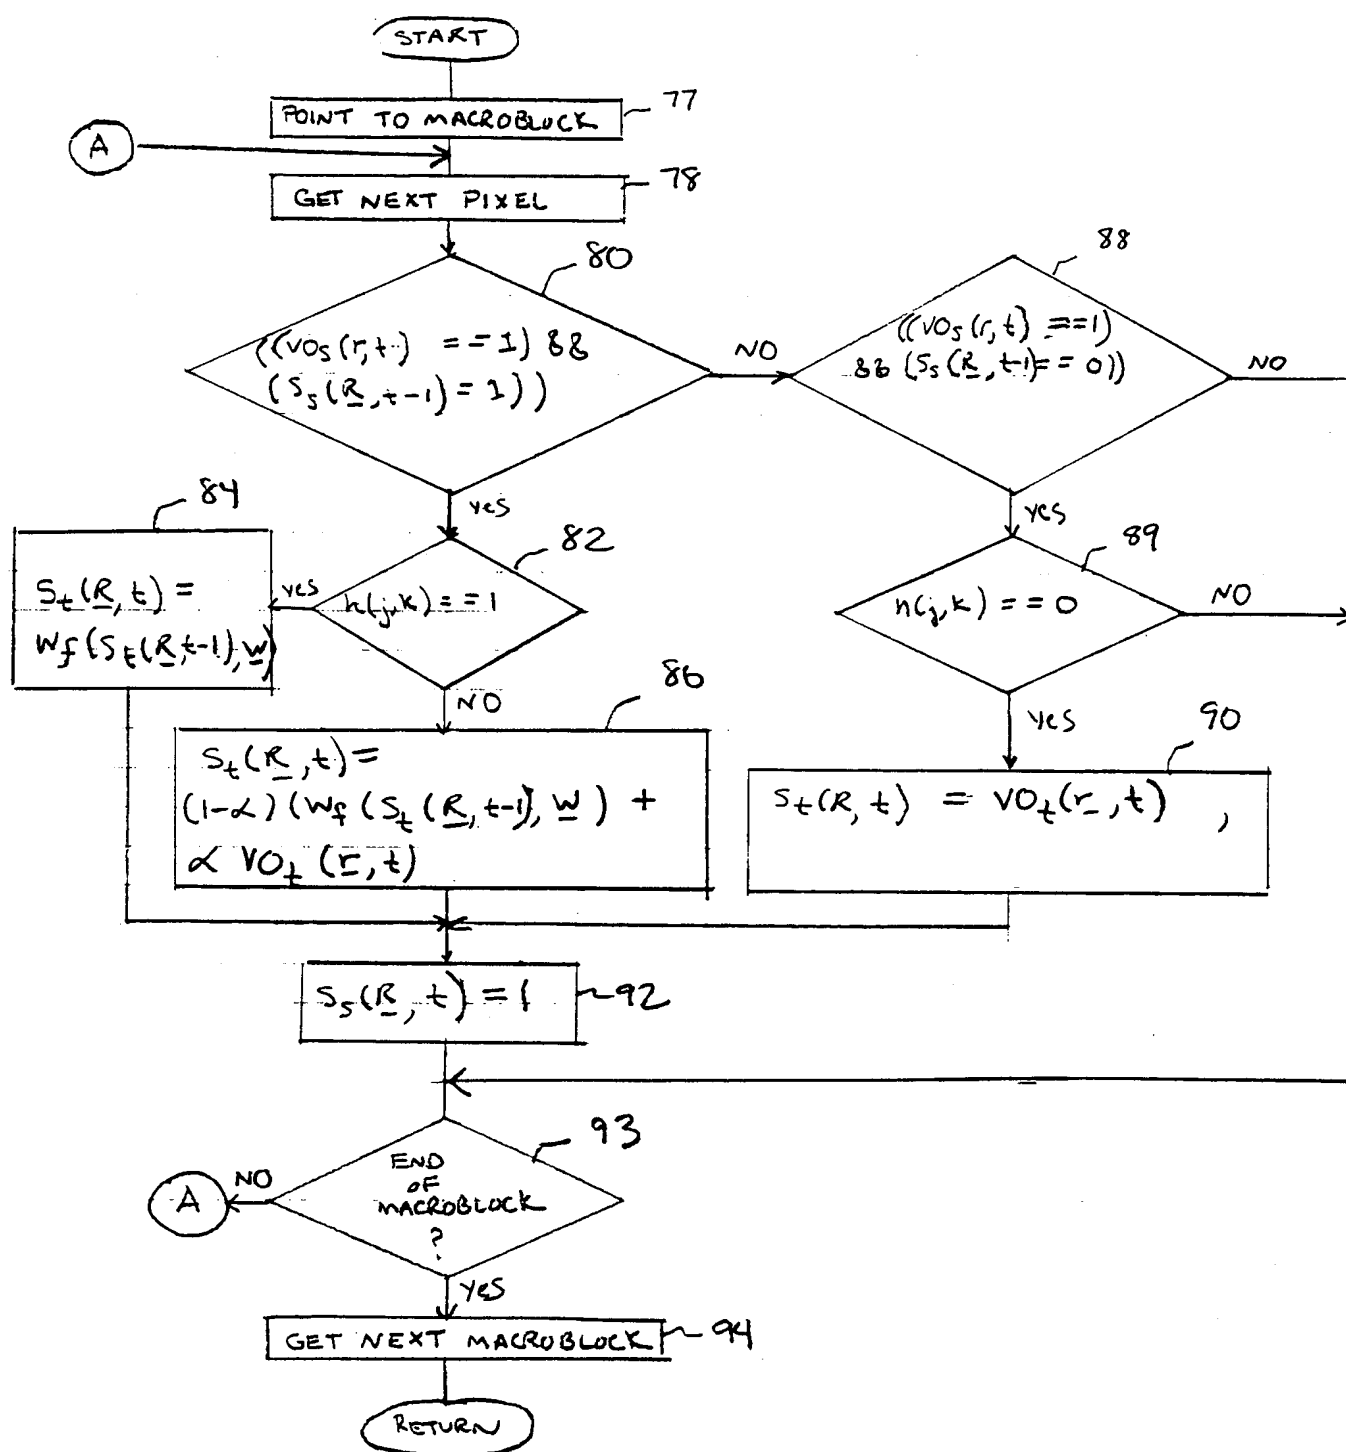 START
POINT TO MACROBLOCK
77
A
GET NEXT PIXEL
78
80
((VOs(r,t) == 1) &&
(Ss(R,t-1) = 1))
NO
88
((VOs(r,t) ==1)
&& (Ss(R,t-1)== 0))
NO
yes
yes
84
St(R,t) =
Wf(St(R,t-1),w)
yes
82
h(j,k) == 1
89
n(j,k) == 0
NO
NO
86
St(R,t)=
(1-α)(Wf(St(R,t-1),w) +
α VOt(r,t)
yes
90
St(R,t) = VOt(r,t) ,
Ss(R,t) = 1
92
93
END
OF
MACROBLOCK
?
NO
A
yes
GET NEXT MACROBLOCK
94
RETURN